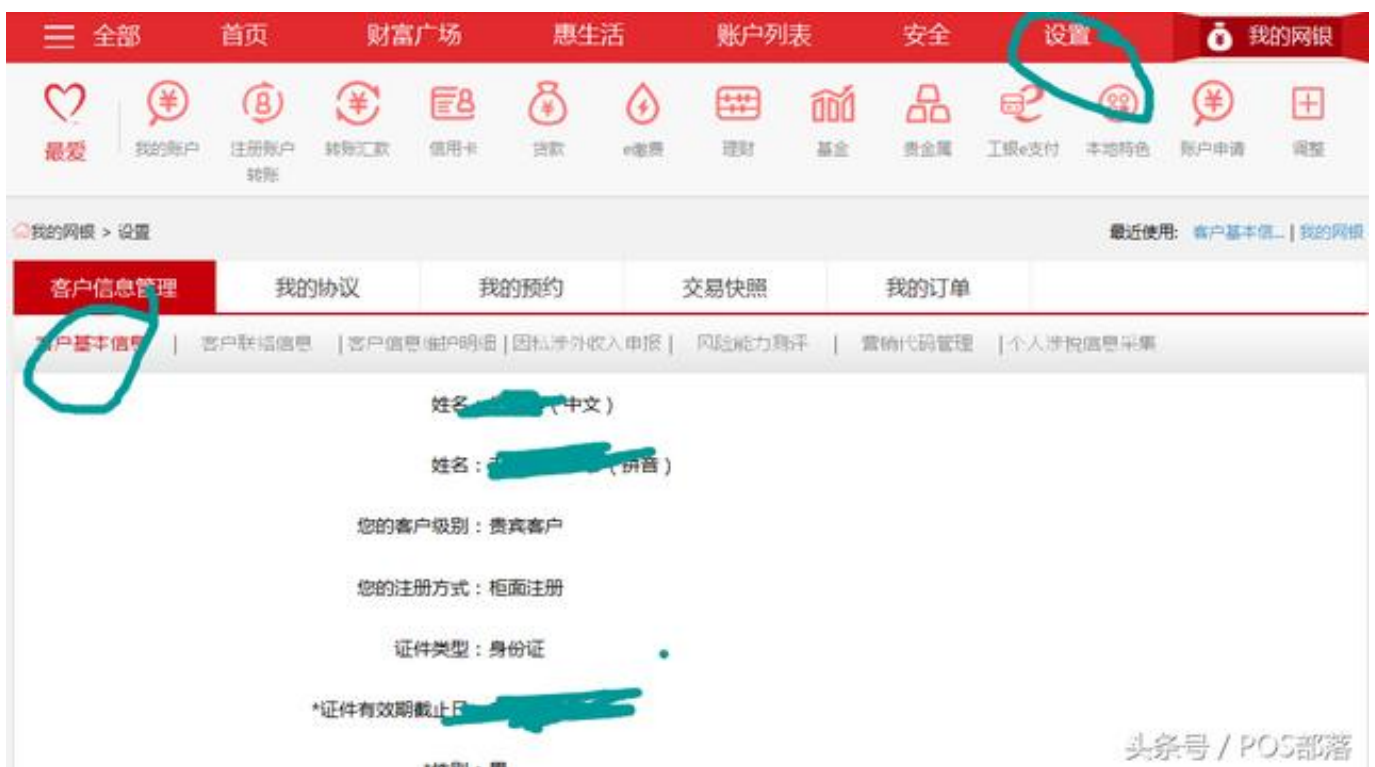 全部 首页 财富广场 惠生活 账户列表 安全 设置 我的网银
最爱 我的账户 注册账户 转账汇款 信用卡 贷款 e缴费 理财 基金 贵金属 工银e支付 本地特色 账户申请 调整
转账
我的网银 > 设置 最近使用: 客户基本信... | 我的网银
客户信息管理 我的协议 我的预约 交易快照 我的订单
客户基本信息 | 客户联络信息 | 客户信息维护明细 | 因私涉外收入申报 | 风险能力测评 | 营销代码管理 | 个人涉税信息采集
姓名 (中文)
姓名: (拼音)
您的客户级别: 贵宾客户
您的注册方式: 柜面注册
证件类型: 身份证
*证件有效期截止日
*性别: 男
头条号 / POS部落